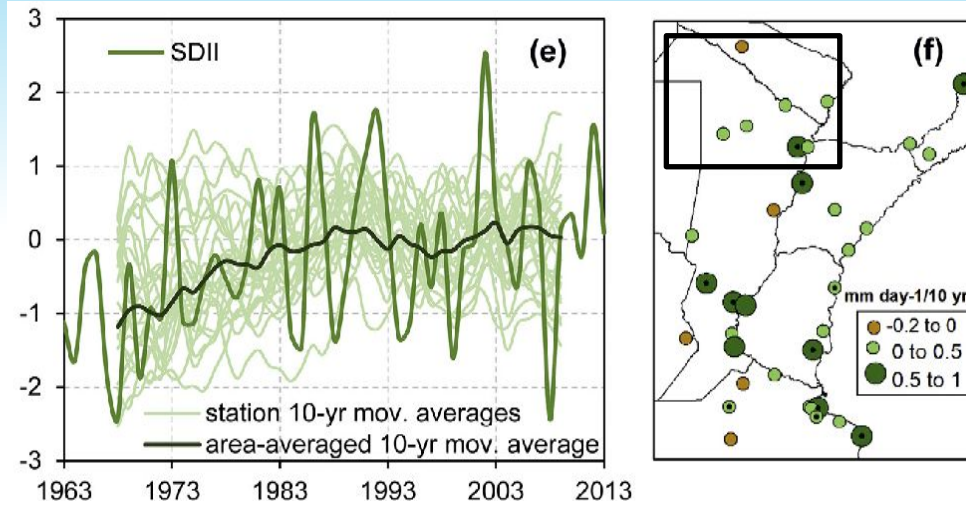 3
2
1
0
-1
-2
-3
1963 1973 1983 1993 2003 2013
SDII
(e)
station 10-yr mov. averages
area-averaged 10-yr mov. average
(f)
mm day-1/10 yr
-0.2 to 0
0 to 0.5
0.5 to 1